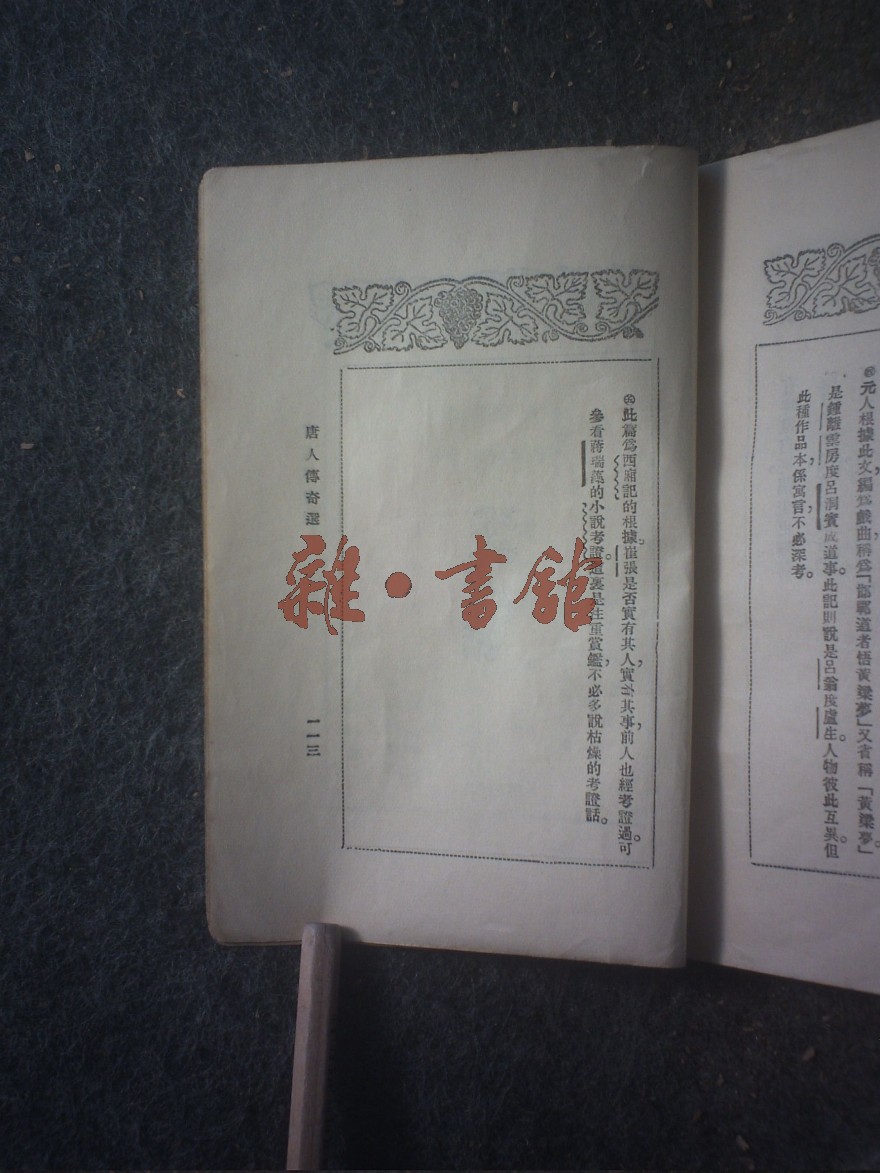 元人根據此文編爲戲曲,稱爲「邯鄲道者悟黃粱夢」又省稱「黃粱夢」。
是鍾離雲房度呂洞賓成道事,此記則說是呂翁度盧生。人物彼此互異,但
此種作品,本係寓言,不必深考。
此篇爲西廂記的根據。崔張是否實有其人,實有其事,前人也經考證過。可
參看蔣瑞藻的小說考證。這裏是注重賞鑑,不必多說枯燥的考證話。
唐人傳奇選
一一三
雜·書館